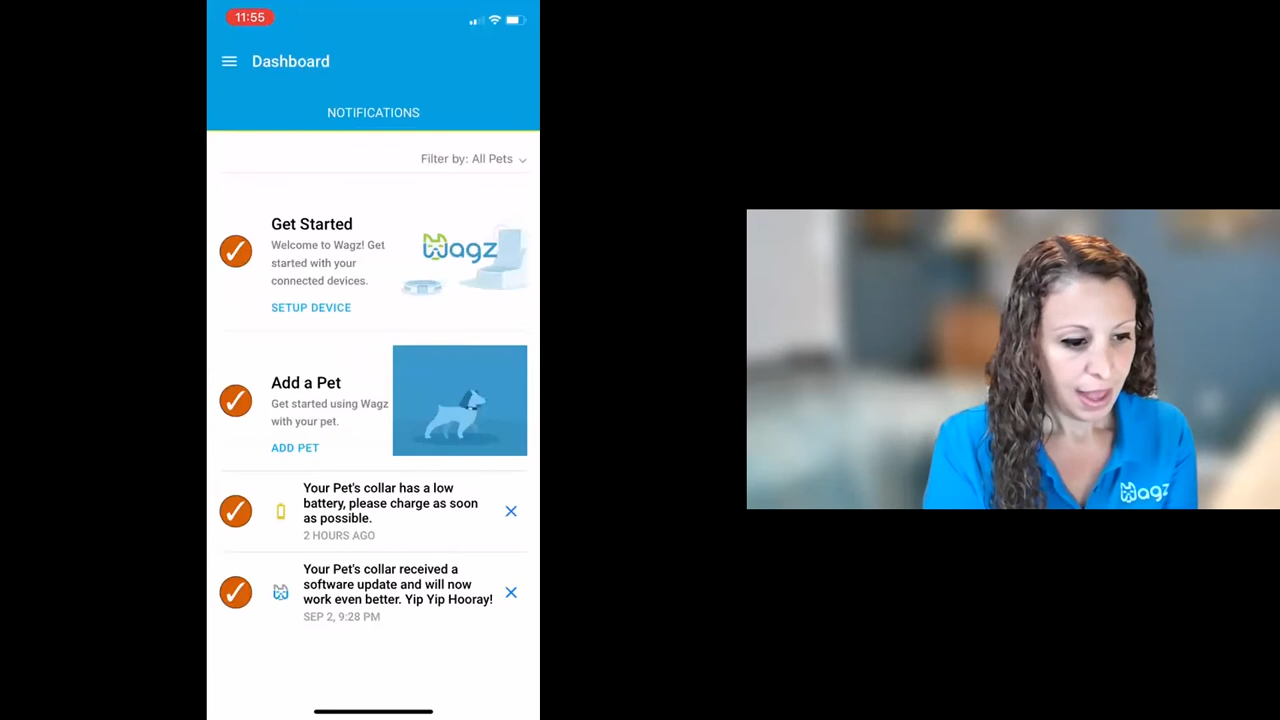 11:55
Dashboard
NOTIFICATIONS
Filter by: All Pets
Get Started
Welcome to Wagz! Get
started with your
connected devices.
SETUP DEVICE
Wagz
Add a Pet
Get started using Wagz
with your pet.
ADD PET
Your Pet's collar has a low
battery, please charge as soon
as possible.
2 HOURS AGO
Your Pet's collar received a
software update and will now
work even better. Yip Yip Hooray!
SEP 2, 9:28 PM
Wagz